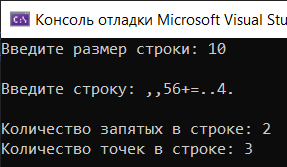 Консоль отладки Microsoft Visual Stu
Введите размер строки: 10
Введите строку: ,,56+=..4.
Количество запятых в строке: 2
Количество точек в строке: 3